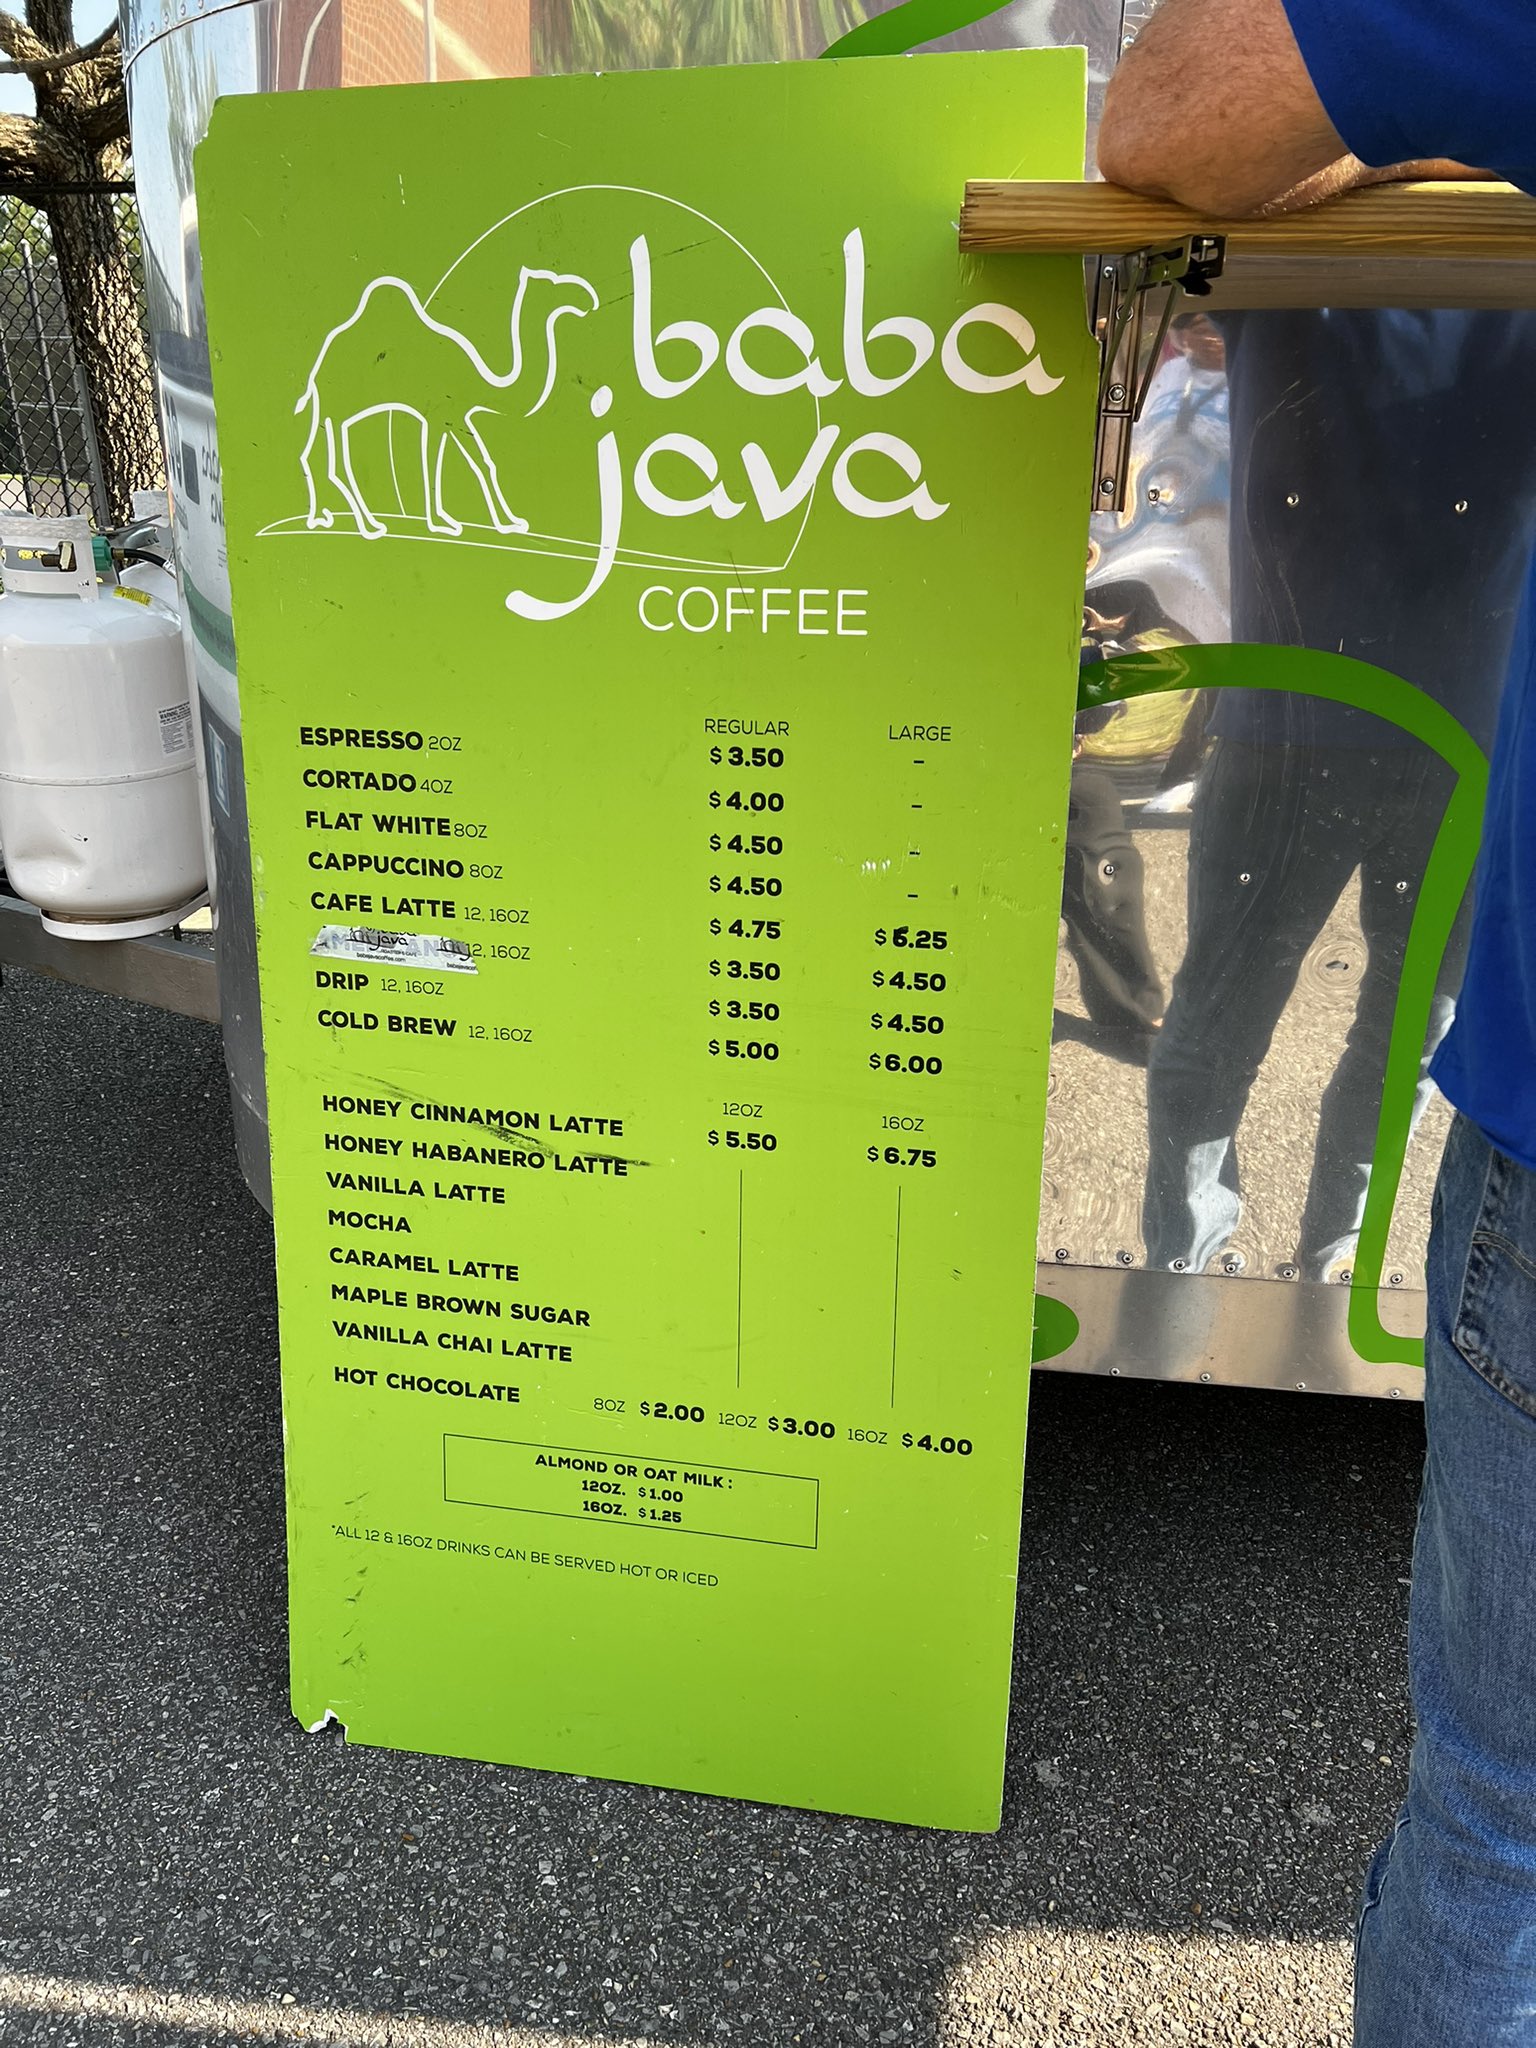 baba
java
COFFEE
REGULAR LARGE
ESPRESSO 2OZ $3.50 -
CORTADO 4OZ $4.00 -
FLAT WHITE 8OZ $4.50 -
CAPPUCCINO 8OZ $4.50 -
CAFE LATTE 12, 16OZ $4.75 $6.25
java 12, 16OZ $3.50 $4.50
DRIP 12, 16OZ $3.50 $4.50
COLD BREW 12, 16OZ $5.00 $6.00
12OZ 16OZ
HONEY CINNAMON LATTE $5.50 $6.75
HONEY HABANERO LATTE
VANILLA LATTE
MOCHA
CARAMEL LATTE
MAPLE BROWN SUGAR
VANILLA CHAI LATTE
HOT CHOCOLATE 8OZ $2.00 12OZ $3.00 16OZ $4.00
ALMOND OR OAT MILK:
12OZ. $1.00
16OZ. $1.25
*ALL 12 & 16OZ DRINKS CAN BE SERVED HOT OR ICED